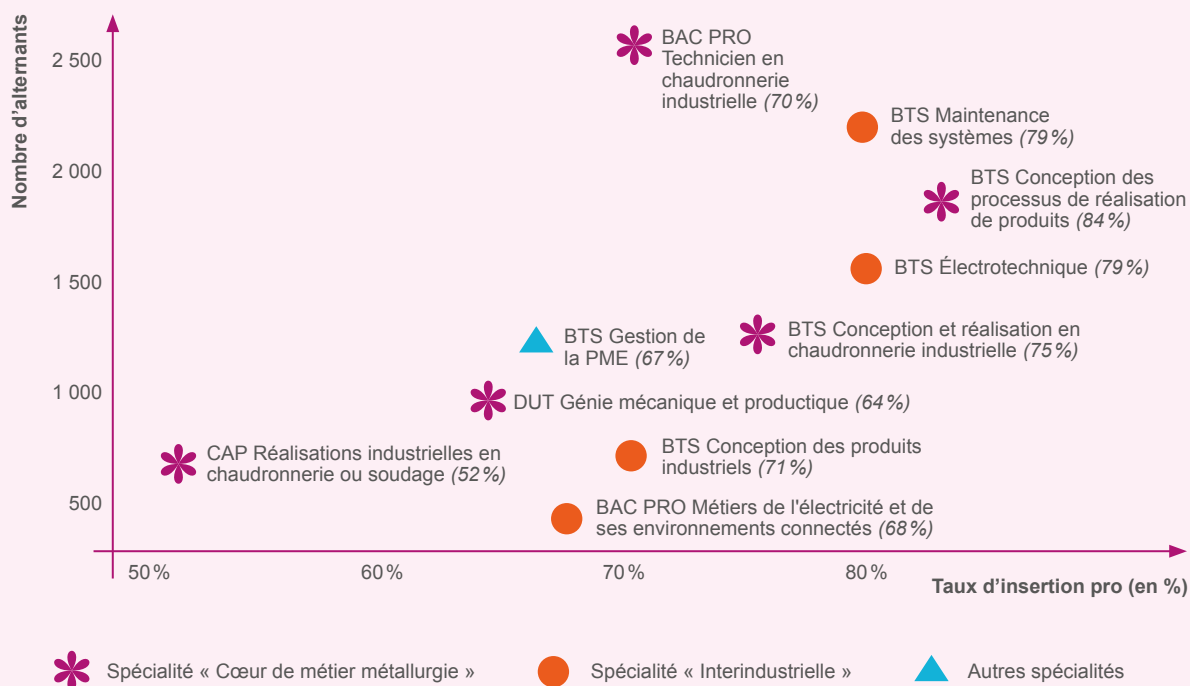 Nombre d'alternants
2 500
2 000
1 500
1 000
500
BAC PRO
Technicien en
chaudronnerie
industrielle (70 %)
BTS Maintenance
des systèmes (79 %)
BTS Conception des
processus de réalisation
de produits (84 %)
BTS Électrotechnique (79 %)
BTS Gestion de
la PME (67 %)
BTS Conception et réalisation en
chaudronnerie industrielle (75 %)
DUT Génie mécanique et productique (64 %)
CAP Réalisations industrielles en
chaudronnerie ou soudage (52 %)
BTS Conception des produits
industriels (71 %)
BAC PRO Métiers de l'électricité et de
ses environnements connectés (68 %)
50 %
60 %
70 %
80 %
Taux d'insertion pro (en %)
Spécialité « Cœur de métier métallurgie »
Spécialité « Interindustrielle »
Autres spécialités